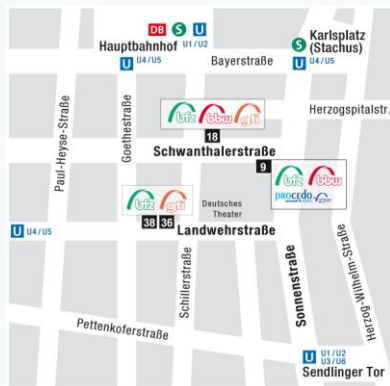 DB S U
Hauptbahnhof U1/U2
U U4/U5
S
Karlsplatz
(Stachus)
U U4/U5
Bayerstraße
Paul-Heyse-Straße
Goethestraße
bfz bbw gfi
18
Herzogspitalstr.
Schwanthalerstraße
9
bfz bbw
procedo
bfz gfi
38 36
Deutsches
Theater
U U4/U5
Landwehrstraße
Schillerstraße
Sonnenstraße
Herzog-Wilhelm-Straße
Pettenkoferstraße
U U1/U2
U3/U6
Sendlinger Tor